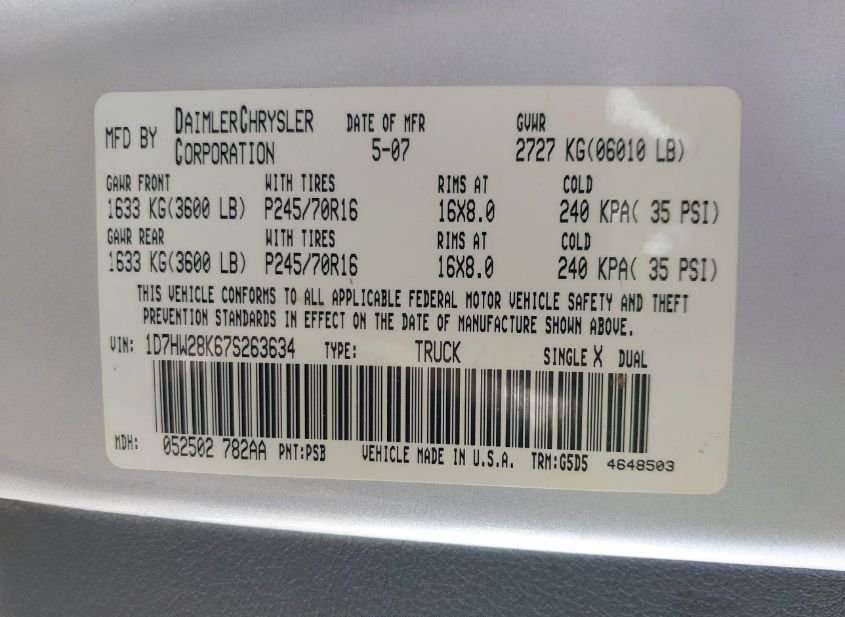 MFD BY DAIMLERCHRYSLER CORPORATION DATE OF MFR 5-07 GVWR 2727 KG(06010 LB)
GAWR FRONT WITH TIRES RIMS AT COLD
1633 KG(3600 LB) P245/70R16 16X8.0 240 KPA( 35 PSI)
GAWR REAR WITH TIRES RIMS AT COLD
1633 KG(3600 LB) P245/70R16 16X8.0 240 KPA( 35 PSI)
THIS VEHICLE CONFORMS TO ALL APPLICABLE FEDERAL MOTOR VEHICLE SAFETY AND THEFT
PREVENTION STANDARDS IN EFFECT ON THE DATE OF MANUFACTURE SHOWN ABOVE.
VIN: 1D7HW28K67S263634 TYPE: TRUCK SINGLE X DUAL
MDH: 052502 782AA PNT:PSB VEHICLE MADE IN U.S.A. TRM:G5D5 4648503